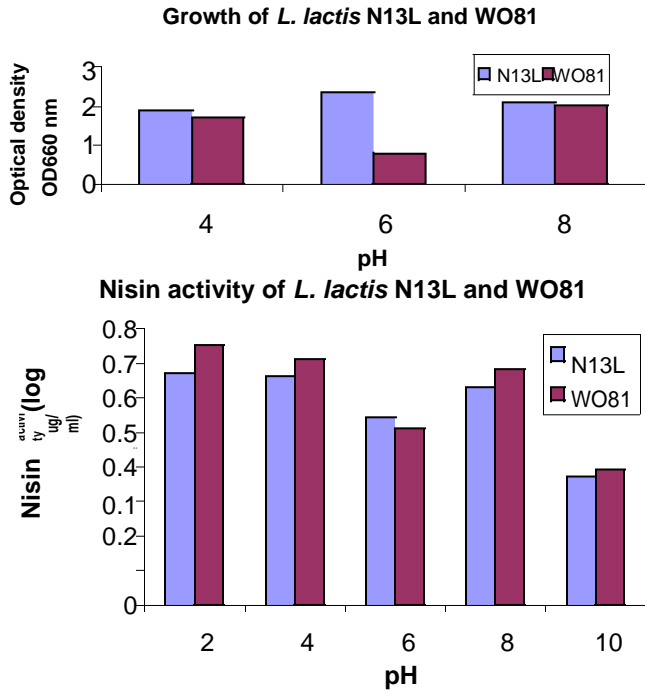 Growth of L. lactis N13L and WO81
Optical density
OD660 nm
3
2
1
0
N13L WO81
4 6 8
pH
Nisin activity of L. lactis N13L and WO81
Nisin activi ty (log ug/ ml)
0.8
0.7
0.6
0.5
0.4
0.1
0.2
0
N13L
WO81
2 4 6 8 10
pH